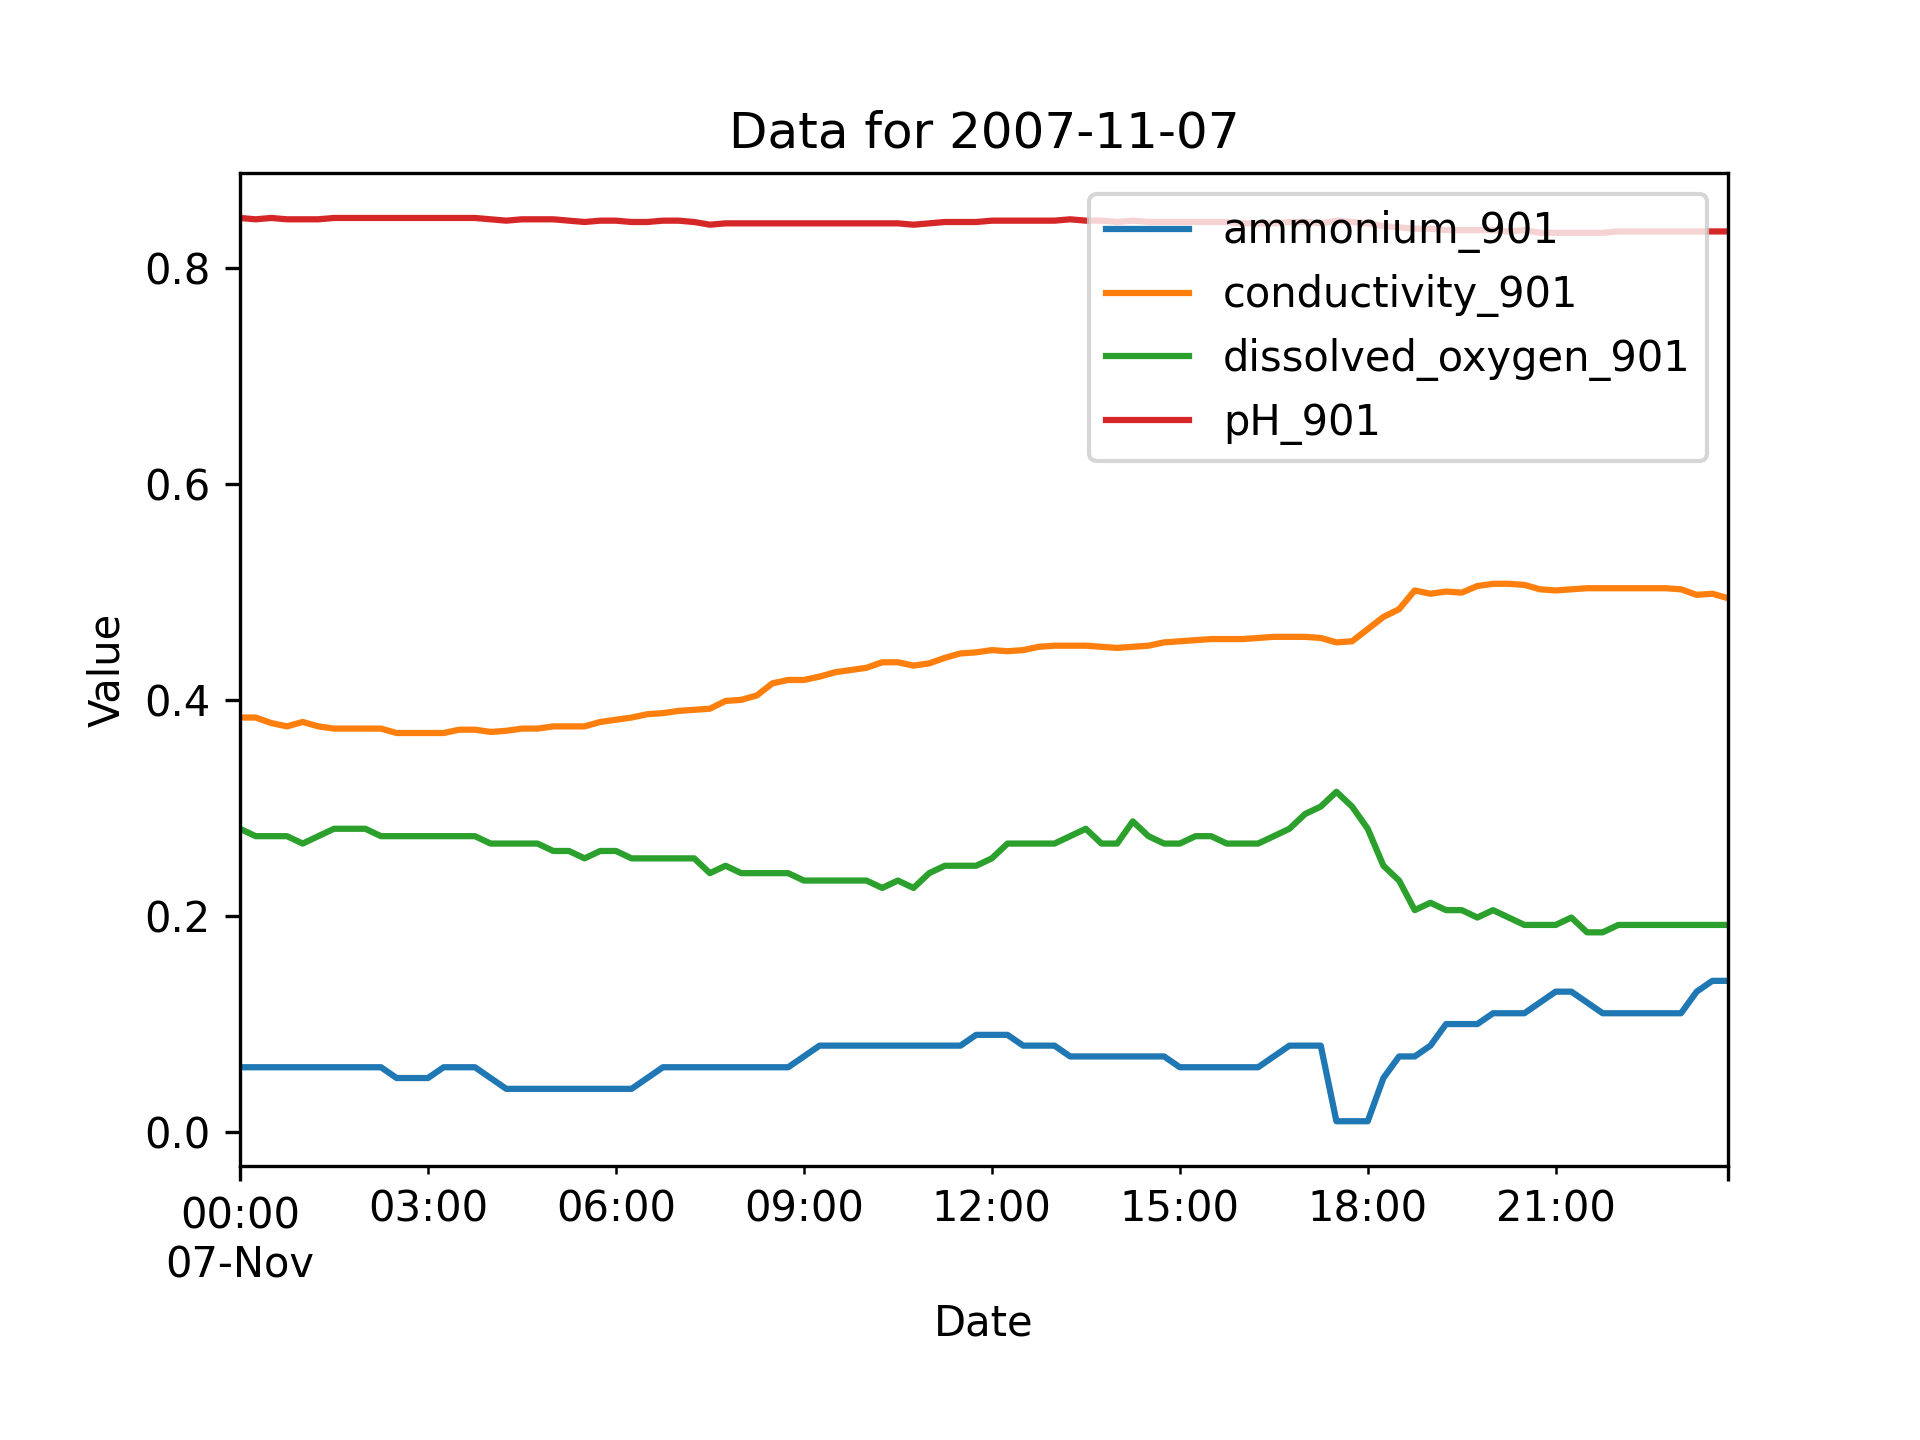 Data for 2007-11-07
ammonium_901
conductivity_901
dissolved_oxygen_901
pH_901
Value
0.8
0.6
0.4
0.2
0.0
00:00 03:00 06:00 09:00 12:00 15:00 18:00 21:00
07-Nov
Date